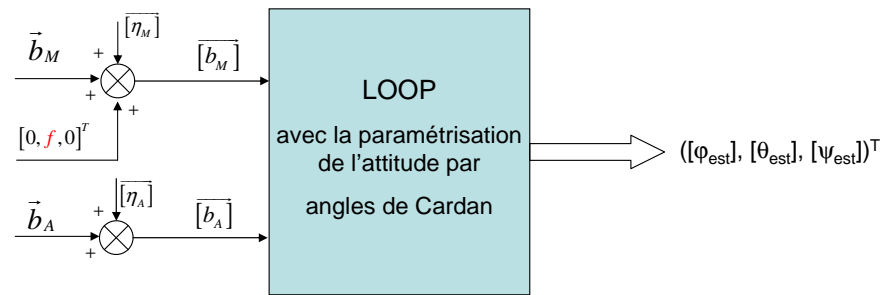 [η_M]
+
b_M
+
[b_M]
+
[0, f, 0]^T
[η_A]
+
b_A
+
[b_A]
LOOP
avec la paramétrisation
de l'attitude par
angles de Cardan
([φ_est], [θ_est], [ψ_est])^T